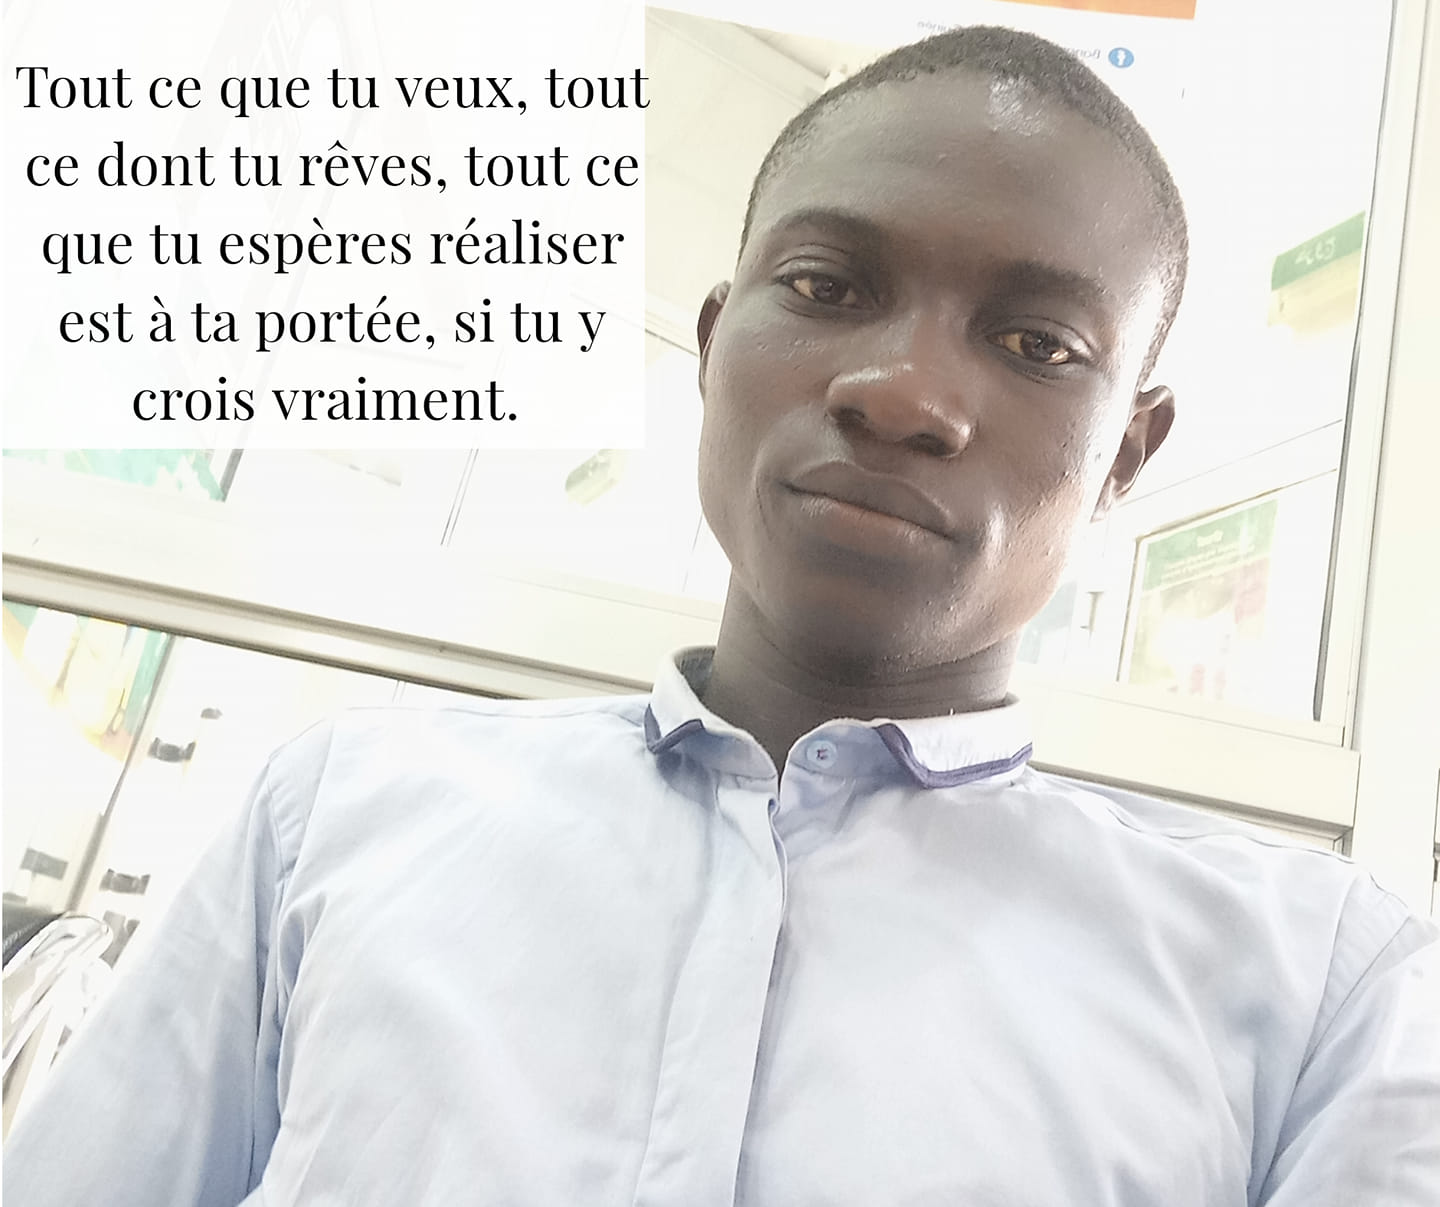 Tout ce que tu veux, tout
ce dont tu rêves, tout ce
que tu espères réaliser
est à ta portée, si tu y
crois vraiment.